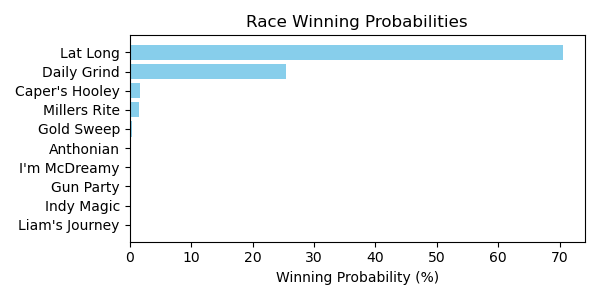 Race Winning Probabilities
Lat Long
Daily Grind
Caper's Hooley
Millers Rite
Gold Sweep
Anthonian
I'm McDreamy
Gun Party
Indy Magic
Liam's Journey
0 10 20 30 40 50 60 70
Winning Probability (%)